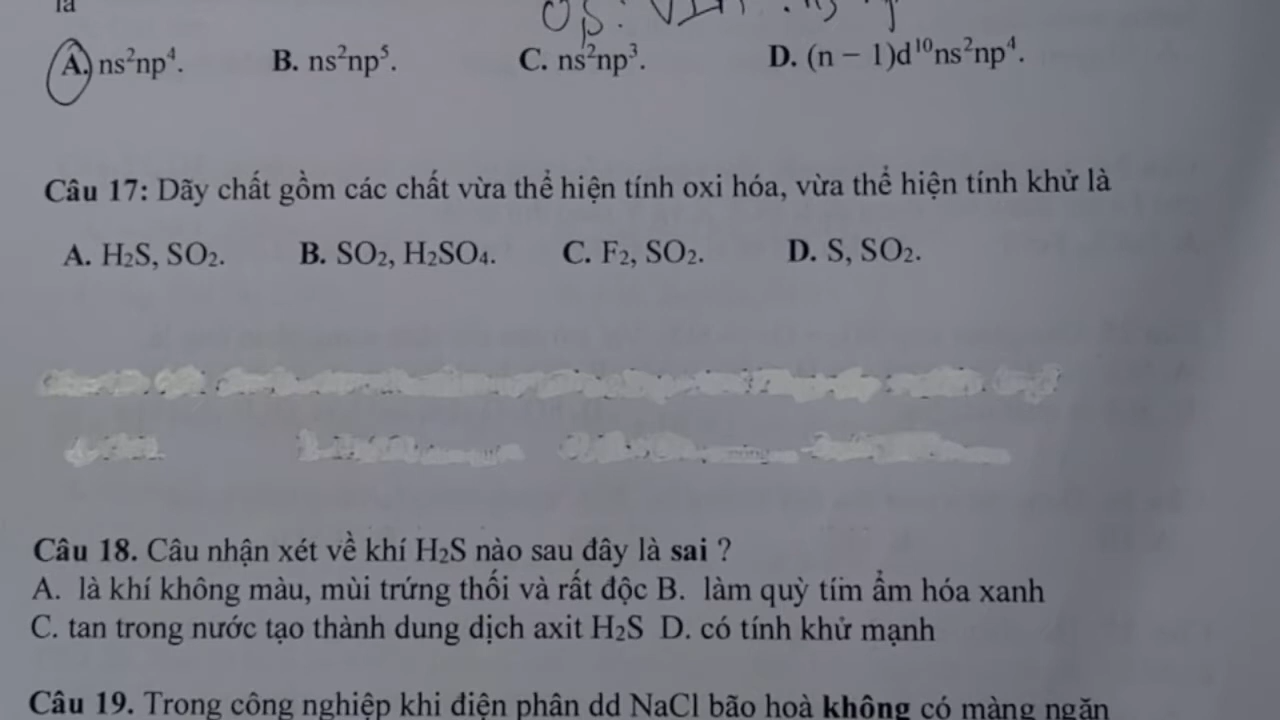 là
A. ns²np⁴. B. ns²np⁵. C. ns²np³. D. (n − 1)d¹⁰ns²np⁴.
Câu 17: Dãy chất gồm các chất vừa thể hiện tính oxi hóa, vừa thể hiện tính khử là
A. H₂S, SO₂. B. SO₂, H₂SO₄. C. F₂, SO₂. D. S, SO₂.
Câu 18. Câu nhận xét về khí H₂S nào sau đây là sai ?
A. là khí không màu, mùi trứng thối và rất độc B. làm quỳ tím ẩm hóa xanh
C. tan trong nước tạo thành dung dịch axit H₂S D. có tính khử mạnh
Câu 19. Trong công nghiệp khi điện phân dd NaCl bão hoà không có màng ngăn